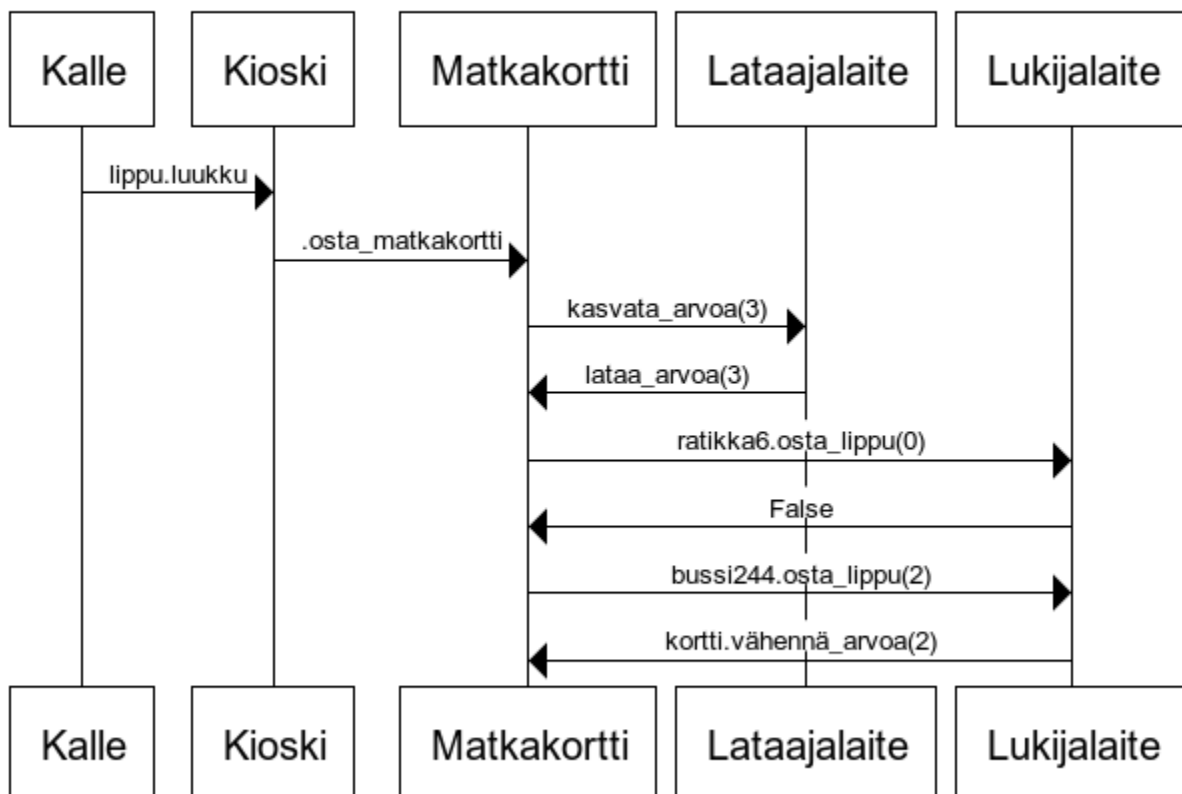 Kalle Kioski Matkakortti Lataajalaite Lukijalaite
lippu.luukku
.osta_matkakortti
kasvata_arvoa(3)
lataa_arvoa(3)
ratikka6.osta_lippu(0)
False
bussi244.osta_lippu(2)
kortti.vähennä_arvoa(2)
Kalle Kioski Matkakortti Lataajalaite Lukijalaite